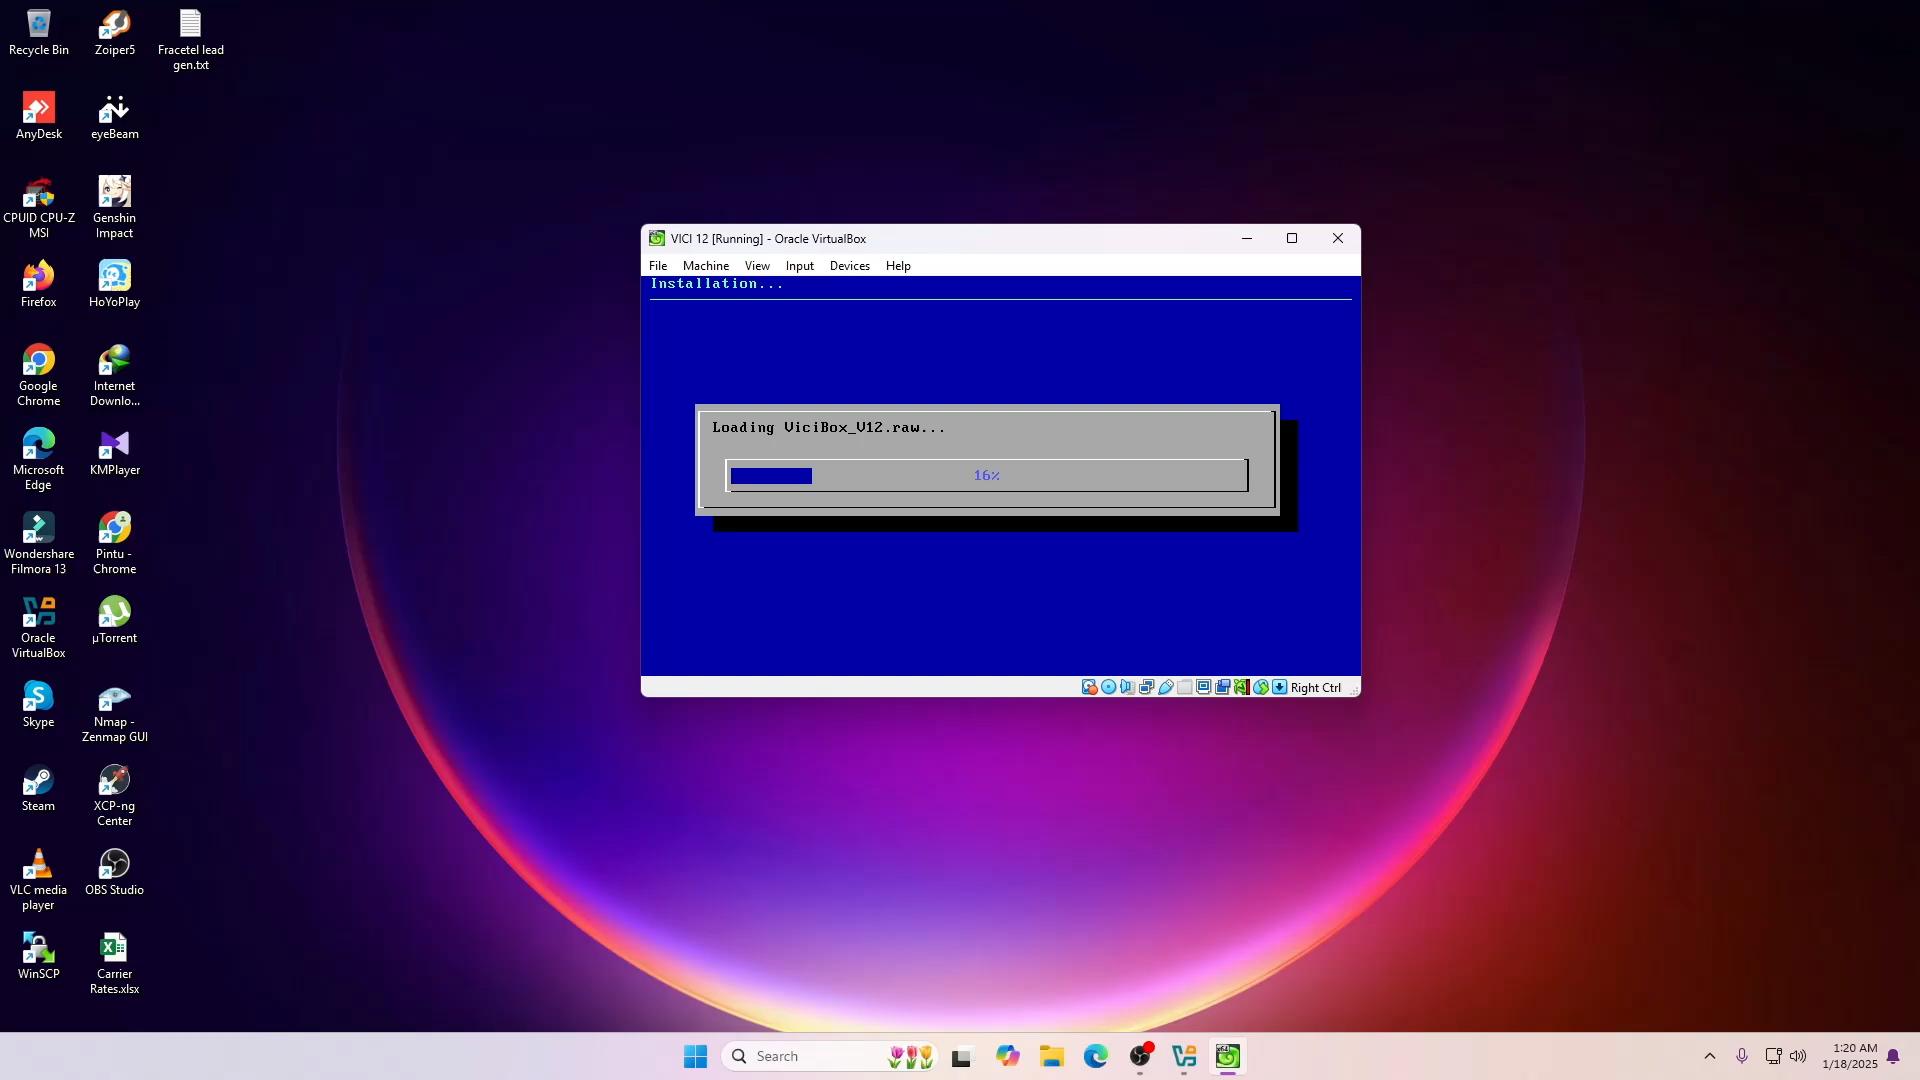 Recycle Bin
Zoiper5
Fracetel lead
gen.txt
AnyDesk
eyeBeam
CPUID CPU-Z
MSI
Genshin
Impact
Firefox
HoYoPlay
Google
Chrome
Internet
Downlo...
Microsoft
Edge
KMPlayer
Wondershare
Filmora 13
Pintu -
Chrome
Oracle
VirtualBox
µTorrent
Skype
Nmap -
Zenmap GUI
Steam
XCP-ng
Center
VLC media
player
OBS Studio
WinSCP
Carrier
Rates.xlsx
VICI 12 [Running] - Oracle VirtualBox
File Machine View Input Devices Help
Installation...
Loading ViciBox_V12.raw...
16%
Right Ctrl
Search
1:20 AM
1/18/2025